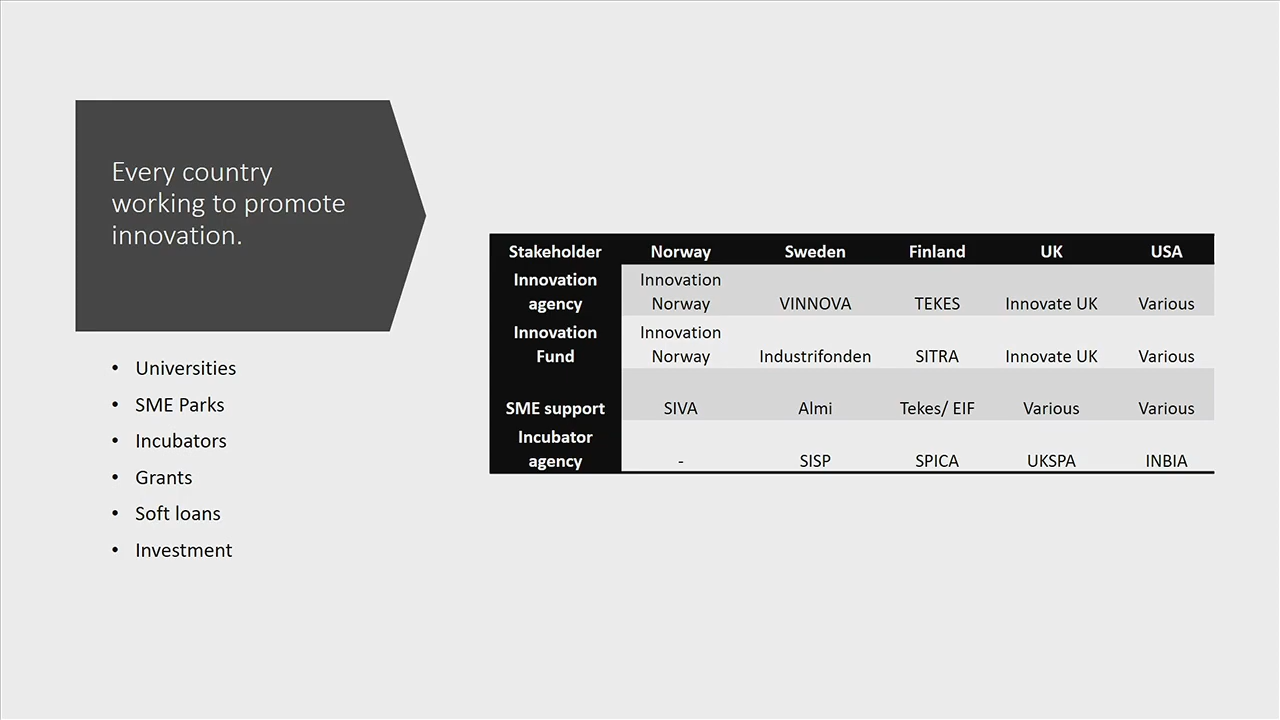 Every country
working to promote
innovation.
• Universities
• SME Parks
• Incubators
• Grants
• Soft loans
• Investment
Stakeholder Norway Sweden Finland UK USA
Innovation agency Innovation Norway VINNOVA TEKES Innovate UK Various
Innovation Fund Innovation Norway Industrifonden SITRA Innovate UK Various
SME support SIVA Almi Tekes/ EIF Various Various
Incubator agency - SISP SPICA UKSPA INBIA